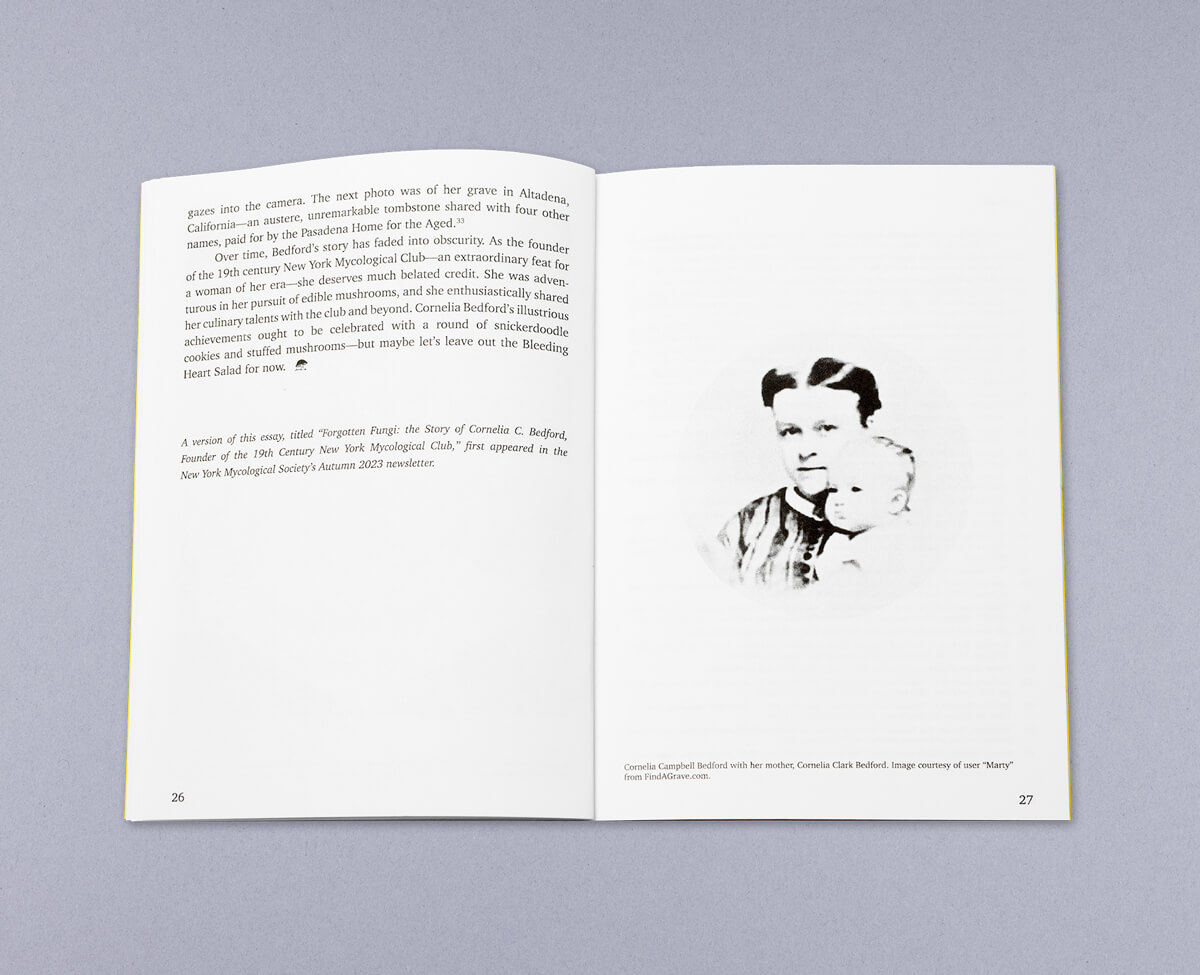 gazes into the camera. The next photo was of her grave in Altadena,
California—an austere, unremarkable tombstone shared with four other
names, paid for by the Pasadena Home for the Aged.³³
Over time, Bedford’s story has faded into obscurity. As the founder
of the 19th century New York Mycological Club—an extraordinary feat for
a woman of her era—she deserves much belated credit. She was adven-
turous in her pursuit of edible mushrooms, and she enthusiastically shared
her culinary talents with the club and beyond. Cornelia Bedford’s illustrious
achievements ought to be celebrated with a round of snickerdoodle
cookies and stuffed mushrooms—but maybe let’s leave out the Bleeding
Heart Salad for now.
A version of this essay, titled “Forgotten Fungi: the Story of Cornelia C. Bedford,
Founder of the 19th Century New York Mycological Club,” first appeared in the
New York Mycological Society’s Autumn 2023 newsletter.
26
Cornelia Campbell Bedford with her mother, Cornelia Clark Bedford. Image courtesy of user “Marty”
from FindAGrave.com.
27